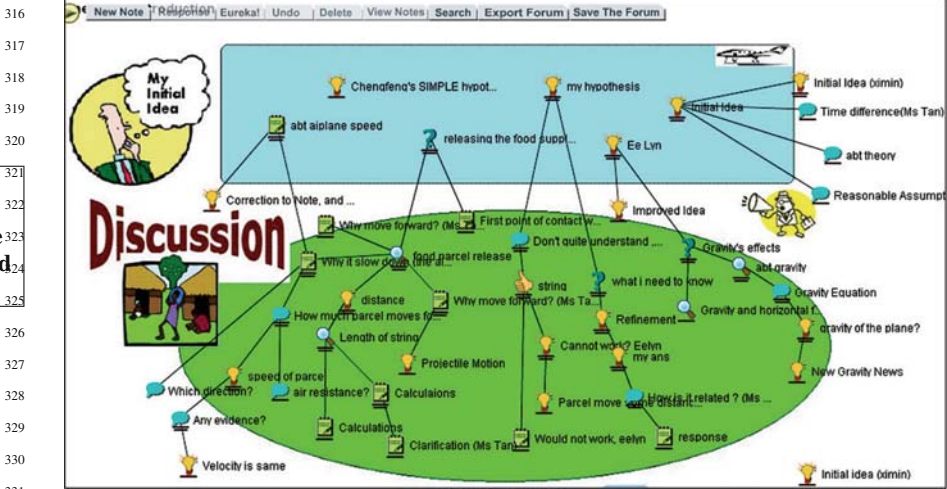 316
317
318
319
320
321
322
323
324
325
326
327
328
329
330
New Note
Response
Eureka!
Undo
Delete
View Notes
Search
Export Forum
Save The Forum
My
Initial
Idea
Chengfeng's SIMPLE hypot...
my hypothesis
Initial Idea
Initial Idea (ximin)
Time difference(Ms Tan)
abt theory
Reasonable Assumpt
abt aiplane speed
releasing the food suppl...
Ee Lyn
Correction to Note, and ...
Improved Idea
Discussion
Why move forward? (Ms
First point of contact w...
Don't quite understand ....
Gravity's effects
Why it slow down (the ai...
food parcel release
abt gravity
string
what i need to know
Gravity Equation
distance
Why move forward? (Ms Ta...
How much parcel moves fo...
Refinement
Gravity and horizontal f...
gravity of the plane?
Length of string
Cannot work? Eelyn
my ans
Projectile Motion
New Gravity News
speed of parce
Which direction?
air resistance?
Calculaions
Parcel move some distant...
How is it related ? (Ms ...
Any evidence?
Calculations
Clarification (Ms Tan)
Would not work, eelyn
response
Velocity is same
Initial idea (ximin)